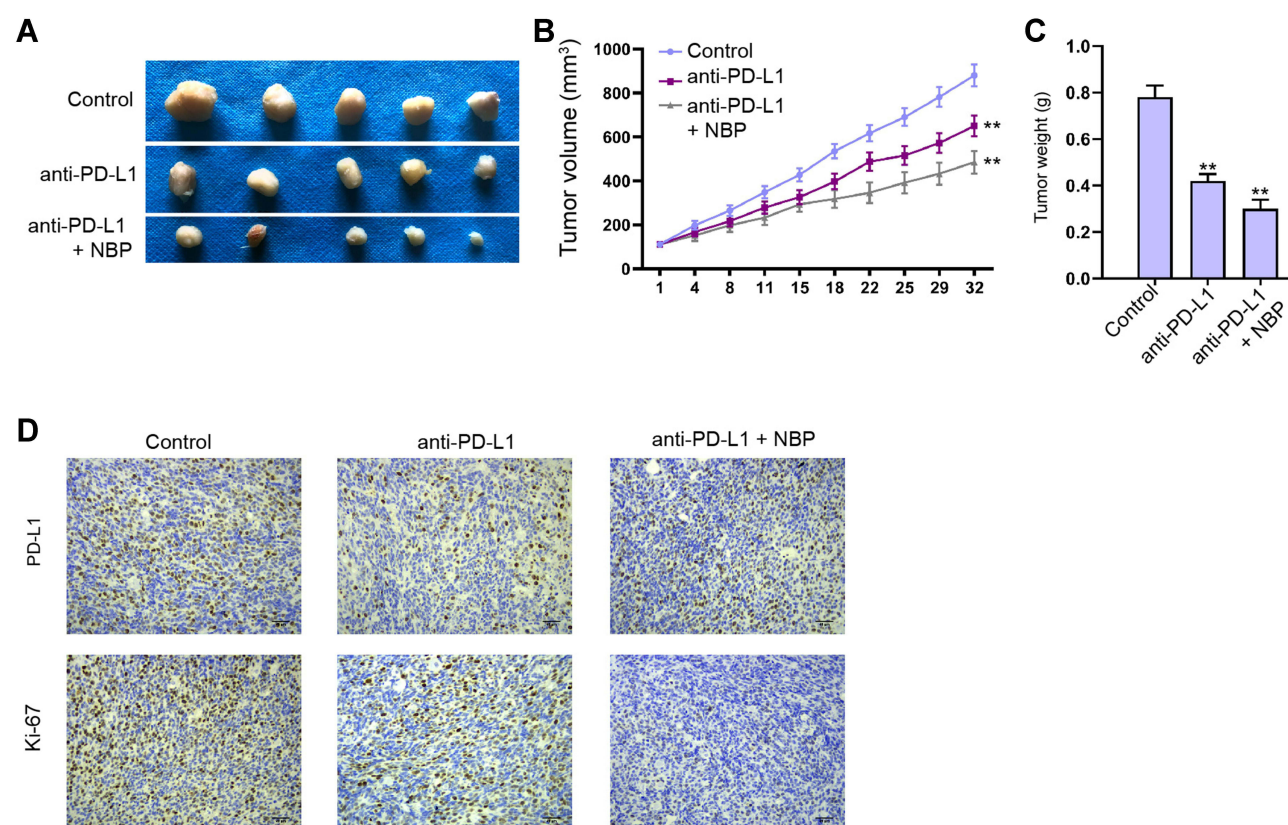 A
Control
anti-PD-L1
anti-PD-L1
+ NBP
B
Tumor volume (mm³)
1000
800
600
400
200
0
Control
anti-PD-L1
anti-PD-L1
+ NBP
**
**
1 4 8 11 15 18 22 25 29 32
C
Tumor weight (g)
1.0
0.8
0.6
0.4
0.2
0.0
**
**
Control
anti-PD-L1
anti-PD-L1
+ NBP
D
Control anti-PD-L1 anti-PD-L1 + NBP
PD-L1
Ki-67